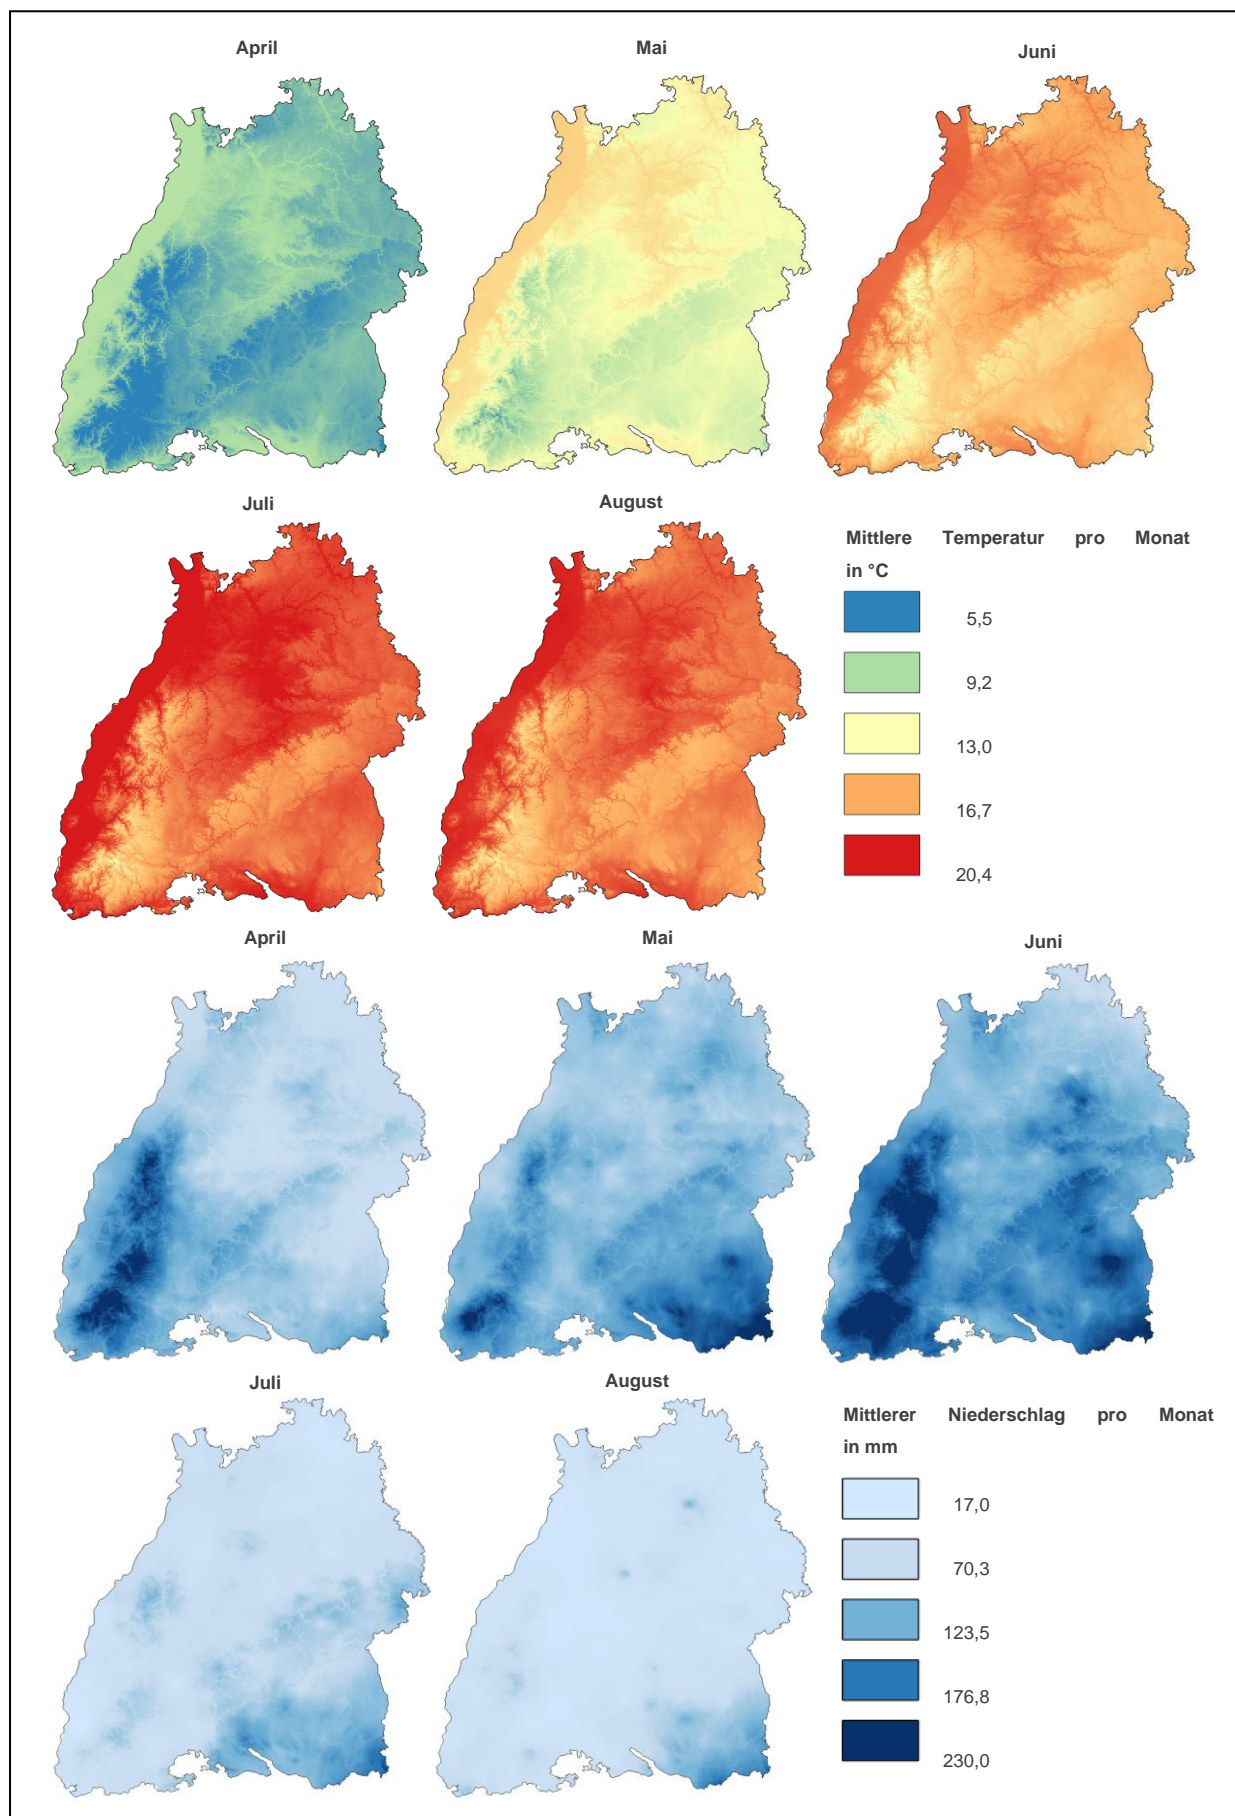 April
Mai
Juni
Juli
August
Mittlere Temperatur pro Monat
in °C
5,5
9,2
13,0
16,7
20,4
April
Mai
Juni
Juli
August
Mittlerer Niederschlag pro Monat
in mm
17,0
70,3
123,5
176,8
230,0